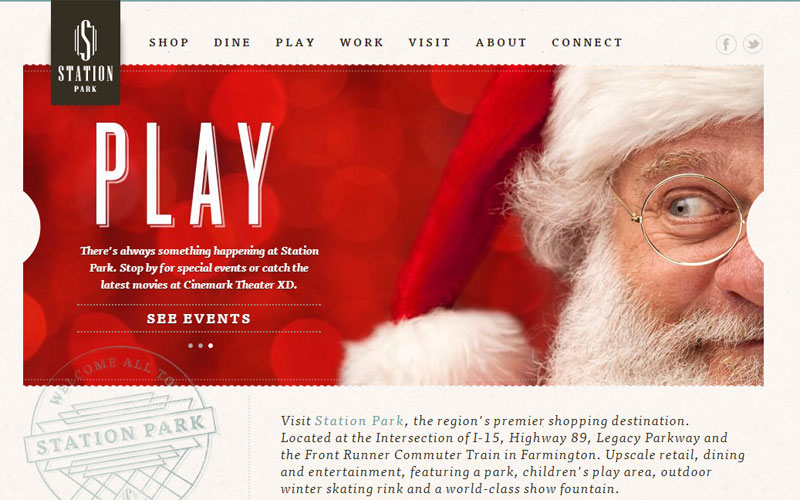 STATION
PARK
SHOP DINE PLAY WORK VISIT ABOUT CONNECT
PLAY
There's always something happening at Station
Park. Stop by for special events or catch the
latest movies at Cinemark Theater XD.
SEE EVENTS
WELCOME ALL TO
STATION PARK
Visit Station Park, the region's premier shopping destination.
Located at the Intersection of I-15, Highway 89, Legacy Parkway and
the Front Runner Commuter Train in Farmington. Upscale retail, dining
and entertainment, featuring a park, children's play area, outdoor
winter skating rink and a world-class show fountain.